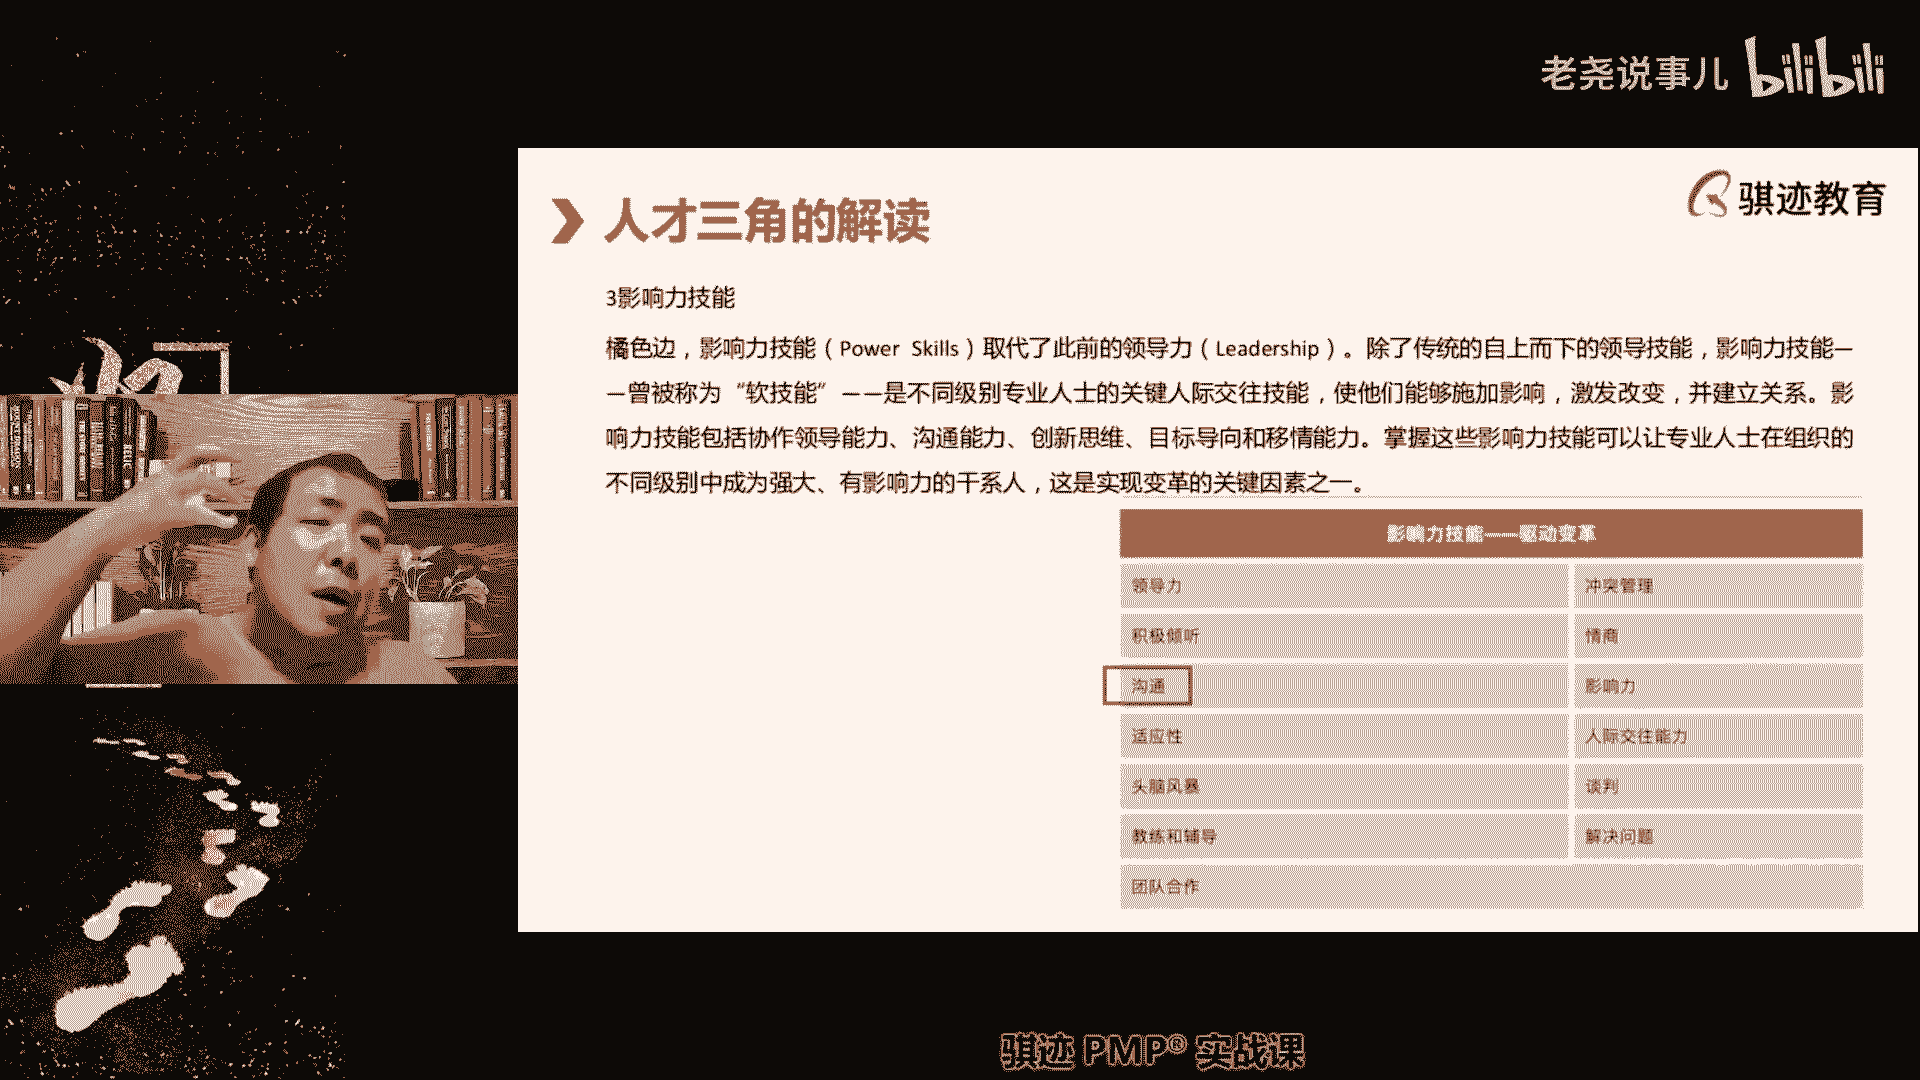 老尧说事儿 bilibili
骐迹教育
人才三角的解读
3影响力技能
橘色边，影响力技能（Power Skills）取代了此前的领导力（Leadership）。除了传统的自上而下的领导技能，影响力技能—
—曾被称为“软技能”——是不同级别专业人士的关键人际交往技能，使他们能够施加影响，激发改变，并建立关系。影
响力技能包括协作领导能力、沟通能力、创新思维、目标导向和移情能力。掌握这些影响力技能可以让专业人士在组织的
不同级别中成为强大、有影响力的干系人，这是实现变革的关键因素之一。
影响力技能——驱动变革
领导力 冲突管理
积极倾听 情商
沟通 影响力
适应性 人际交往能力
头脑风暴 谈判
教练和辅导 解决问题
团队合作
骐迹 PMP® 实战课